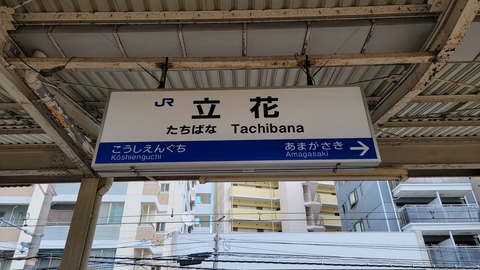 JR 立花
たちばな Tachibana
こうしえんぐち あまがさき
Kōshienguchi Amagasaki